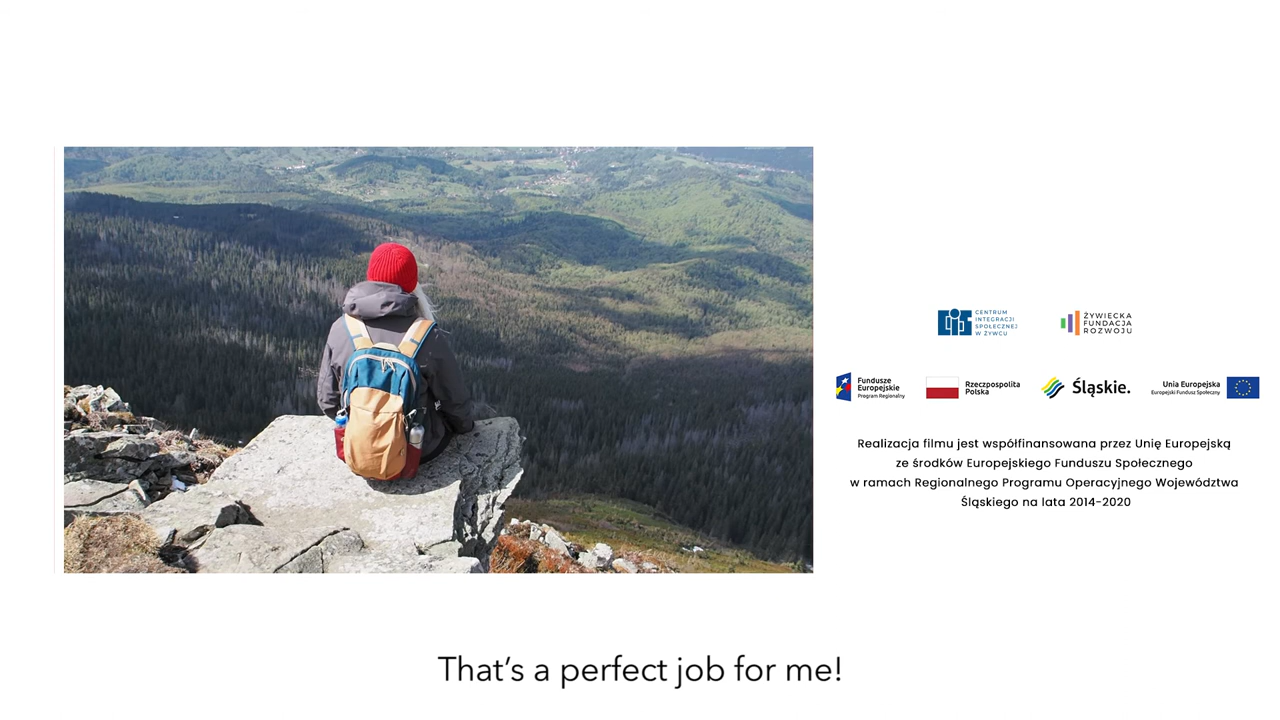 CENTRUM
INTEGRACJI
SPOŁECZNEJ
W ŻYWCU
ŻYWIECKA
FUNDACJA
ROZWOJU
Fundusze
Europejskie
Program Regionalny
Rzeczpospolita
Polska
Śląskie.
Unia Europejska
Europejski Fundusz Społeczny
Realizacja filmu jest współfinansowana przez Unię Europejską
ze środków Europejskiego Funduszu Społecznego
w ramach Regionalnego Programu Operacyjnego Województwa
Śląskiego na lata 2014-2020
That's a perfect job for me!